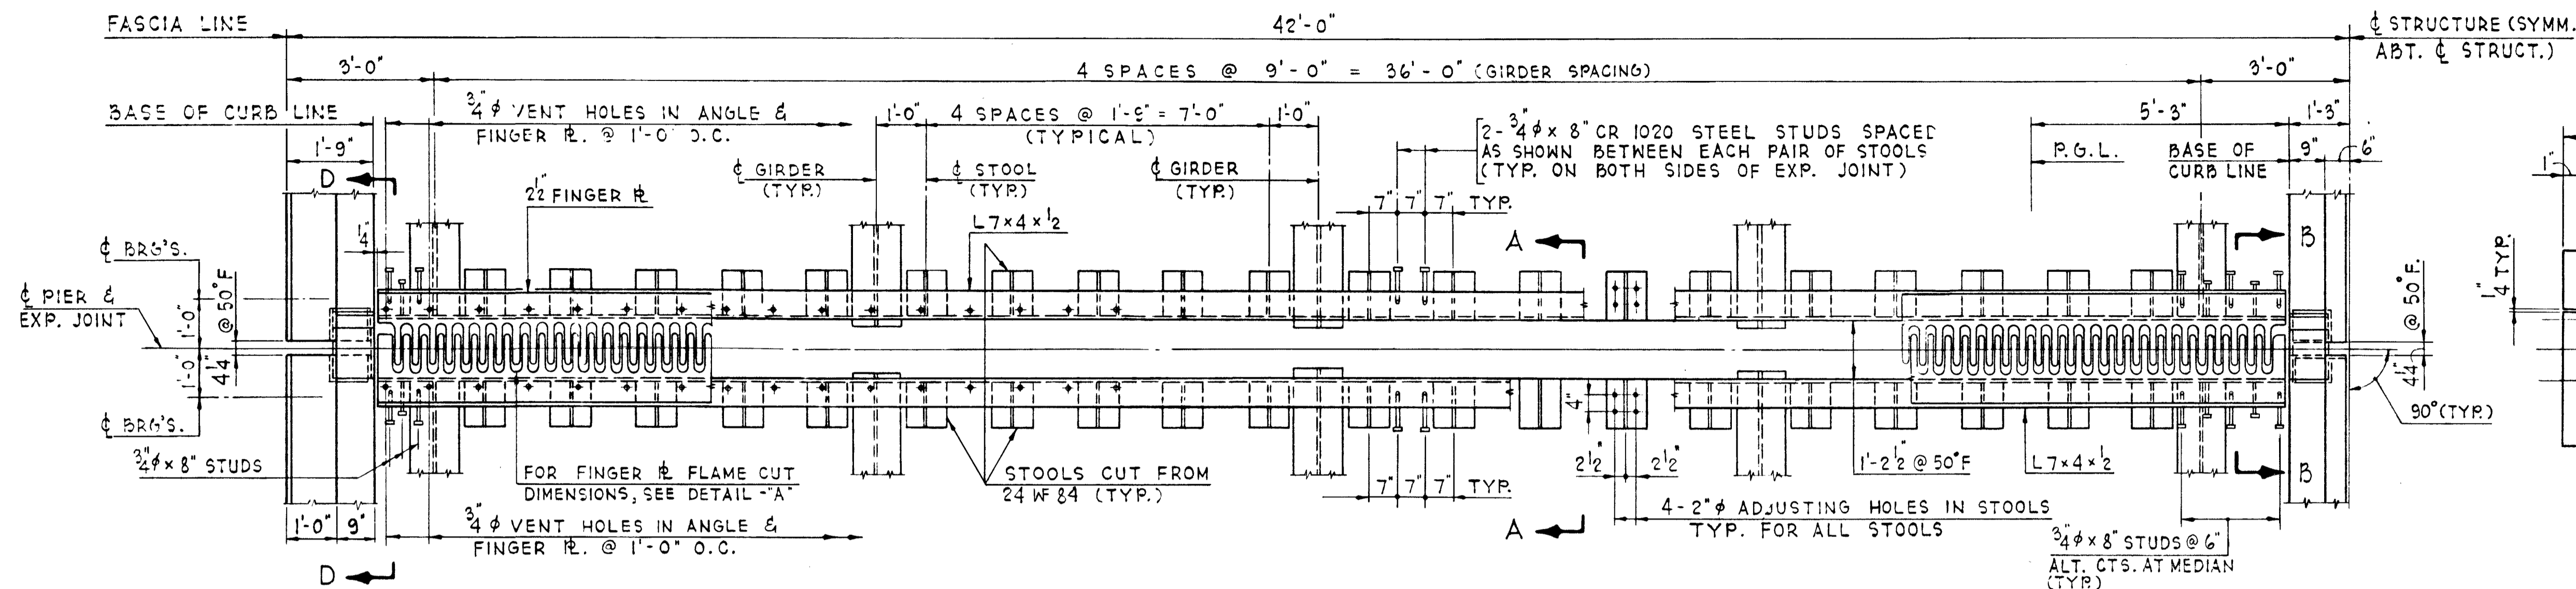 FASCIA LINE
42'-0"
℄ STRUCTURE (SYMM.
ABT. ℄ STRUCT.)
3'-0"
4 SPACES @ 9'-0" = 36'-0" (GIRDER SPACING)
3'-0"
BASE OF CURB LINE
3/4"φ VENT HOLES IN ANGLE &
FINGER PL. @ 1'-0" O.C.
1'-0"
4 SPACES @ 1'-9" = 7'-0"
(TYPICAL)
1'-0"
2-3/4"φ x 8" CR 1020 STEEL STUDS SPACED
AS SHOWN BETWEEN EACH PAIR OF STOOLS
(TYP. ON BOTH SIDES OF EXP. JOINT)
5'-3"
1'-3"
P.G.L.
BASE OF
CURB LINE
9"
6"
1"
1'-9"
D
2 1/2" FINGER PL
℄ GIRDER
(TYP.)
℄ STOOL
(TYP.)
℄ GIRDER
(TYP.)
L 7x4x1/2
7"
7"
7"
TYP.
A
B
1/4
℄ BRG'S.
℄ PIER &
EXP. JOINT
1'-0"
1'-0"
4 1/4" @ 50°F
℄ BRG'S.
3/4"φ x 8" STUDS
1/4" TYP.
4 1/4" @ 50°F.
90° (TYP.)
4"
2 1/2"
2 1/2"
1'-2 1/2" @ 50°F
L 7x4x1/2
B
FOR FINGER PL FLAME CUT
DIMENSIONS, SEE DETAIL-"A"
STOOLS CUT FROM
24 WF 84 (TYP.)
7"
7"
7"
TYP.
1'-0"
9"
3/4"φ VENT HOLES IN ANGLE &
FINGER PL. @ 1'-0" O.C.
A
4-2"φ ADJUSTING HOLES IN STOOLS
TYP. FOR ALL STOOLS
3/4"φ x 8" STUDS @ 6"
ALT. CTS. AT MEDIAN
(TYP.)
D